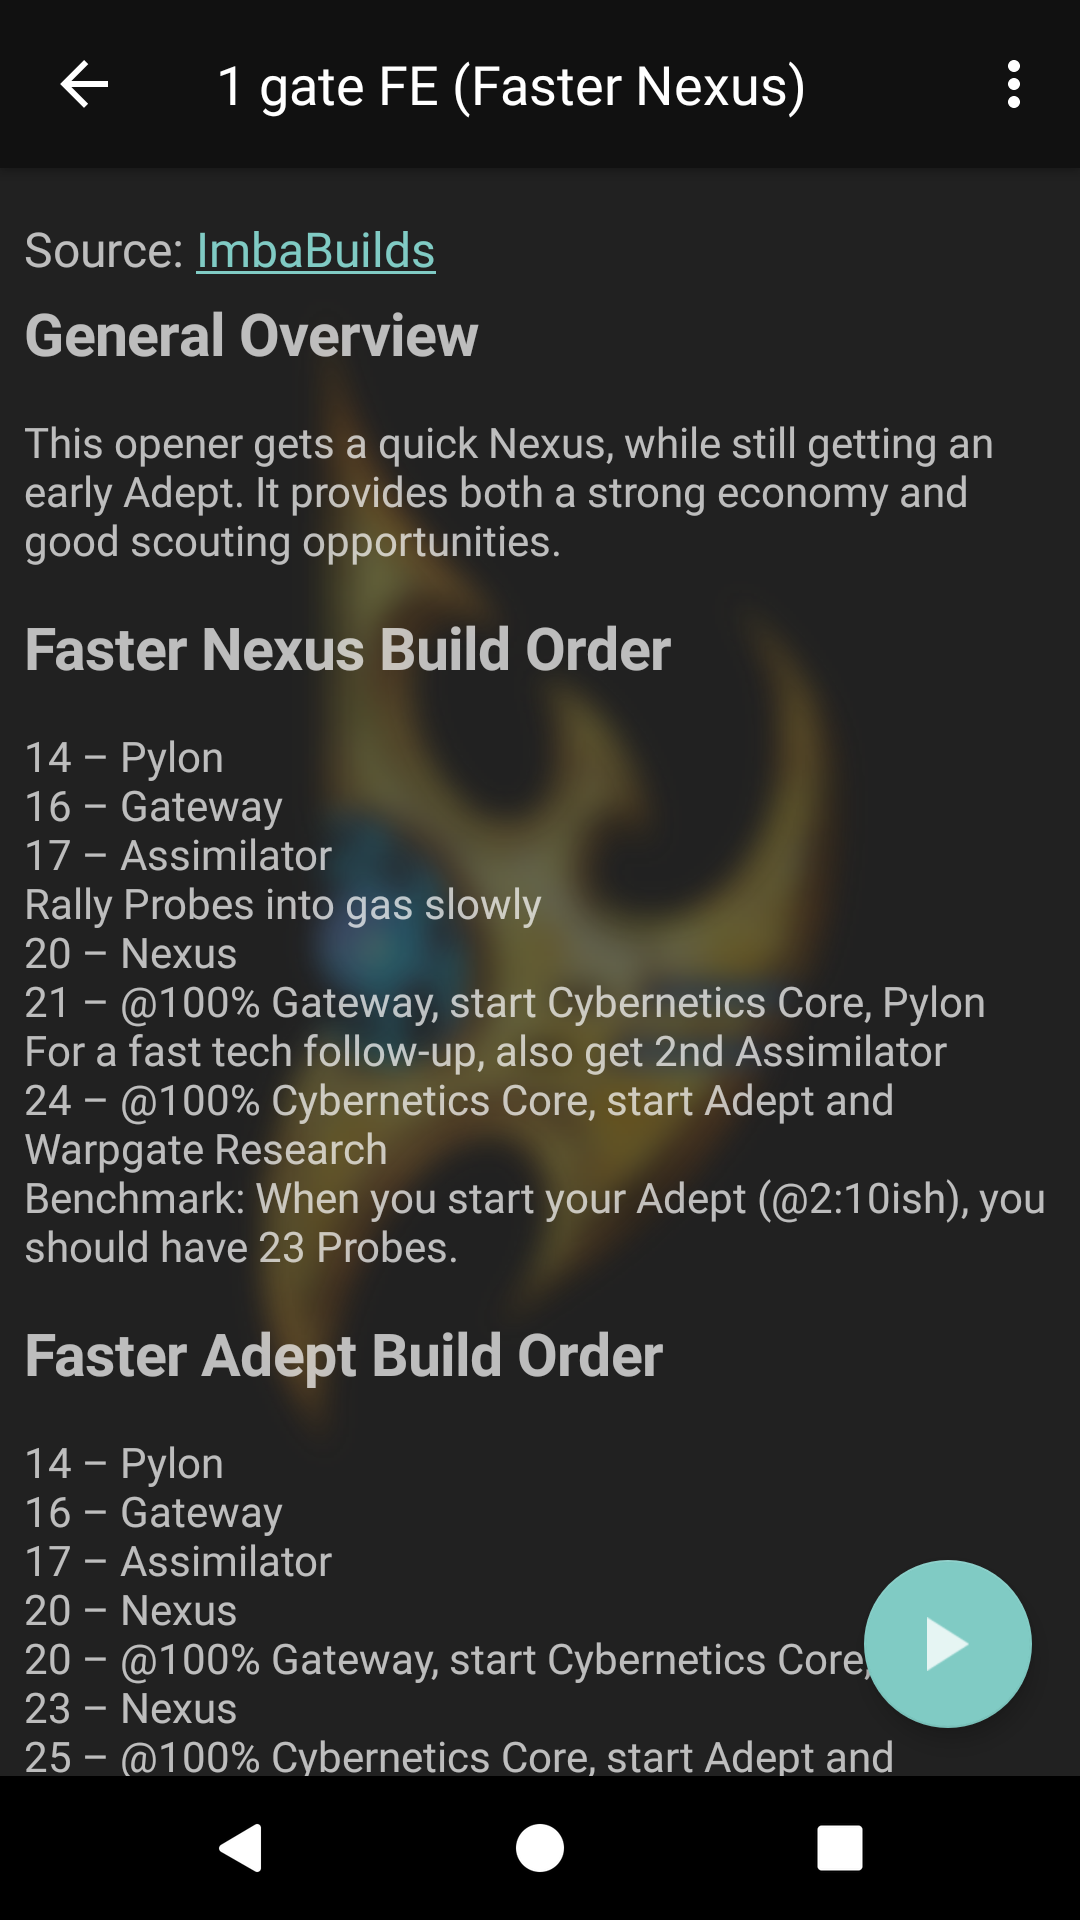 1 gate FE (Faster Nexus)
Source: ImbaBuilds
General Overview
This opener gets a quick Nexus, while still getting an
early Adept. It provides both a strong economy and
good scouting opportunities.
Faster Nexus Build Order
14 – Pylon
16 – Gateway
17 – Assimilator
Rally Probes into gas slowly
20 – Nexus
21 – @100% Gateway, start Cybernetics Core, Pylon
For a fast tech follow-up, also get 2nd Assimilator
24 – @100% Cybernetics Core, start Adept and
Warpgate Research
Benchmark: When you start your Adept (@2:10ish), you
should have 23 Probes.
Faster Adept Build Order
14 – Pylon
16 – Gateway
17 – Assimilator
20 – Nexus
20 – @100% Gateway, start Cybernetics Core,
23 – Nexus
25 – @100% Cybernetics Core, start Adept and